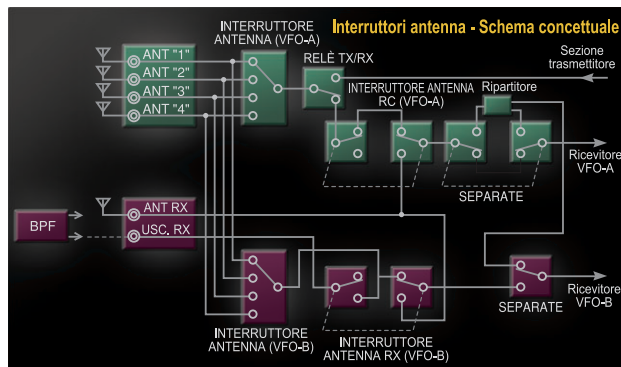 Interruttori antenna - Schema concettuale
INTERRUTTORE
ANTENNA (VFO-A)
ANT "1"
ANT "2"
ANT "3"
ANT "4"
RELÈ TX/RX
Sezione
trasmettitore
INTERRUTTORE ANTENNA
RC (VFO-A)
Ripartitore
Ricevitore
VFO-A
SEPARATE
BPF
ANT RX
USC. RX
INTERRUTTORE
ANTENNA (VFO-B)
INTERRUTTORE
ANTENNA RX (VFO-B)
SEPARATE
Ricevitore
VFO-B